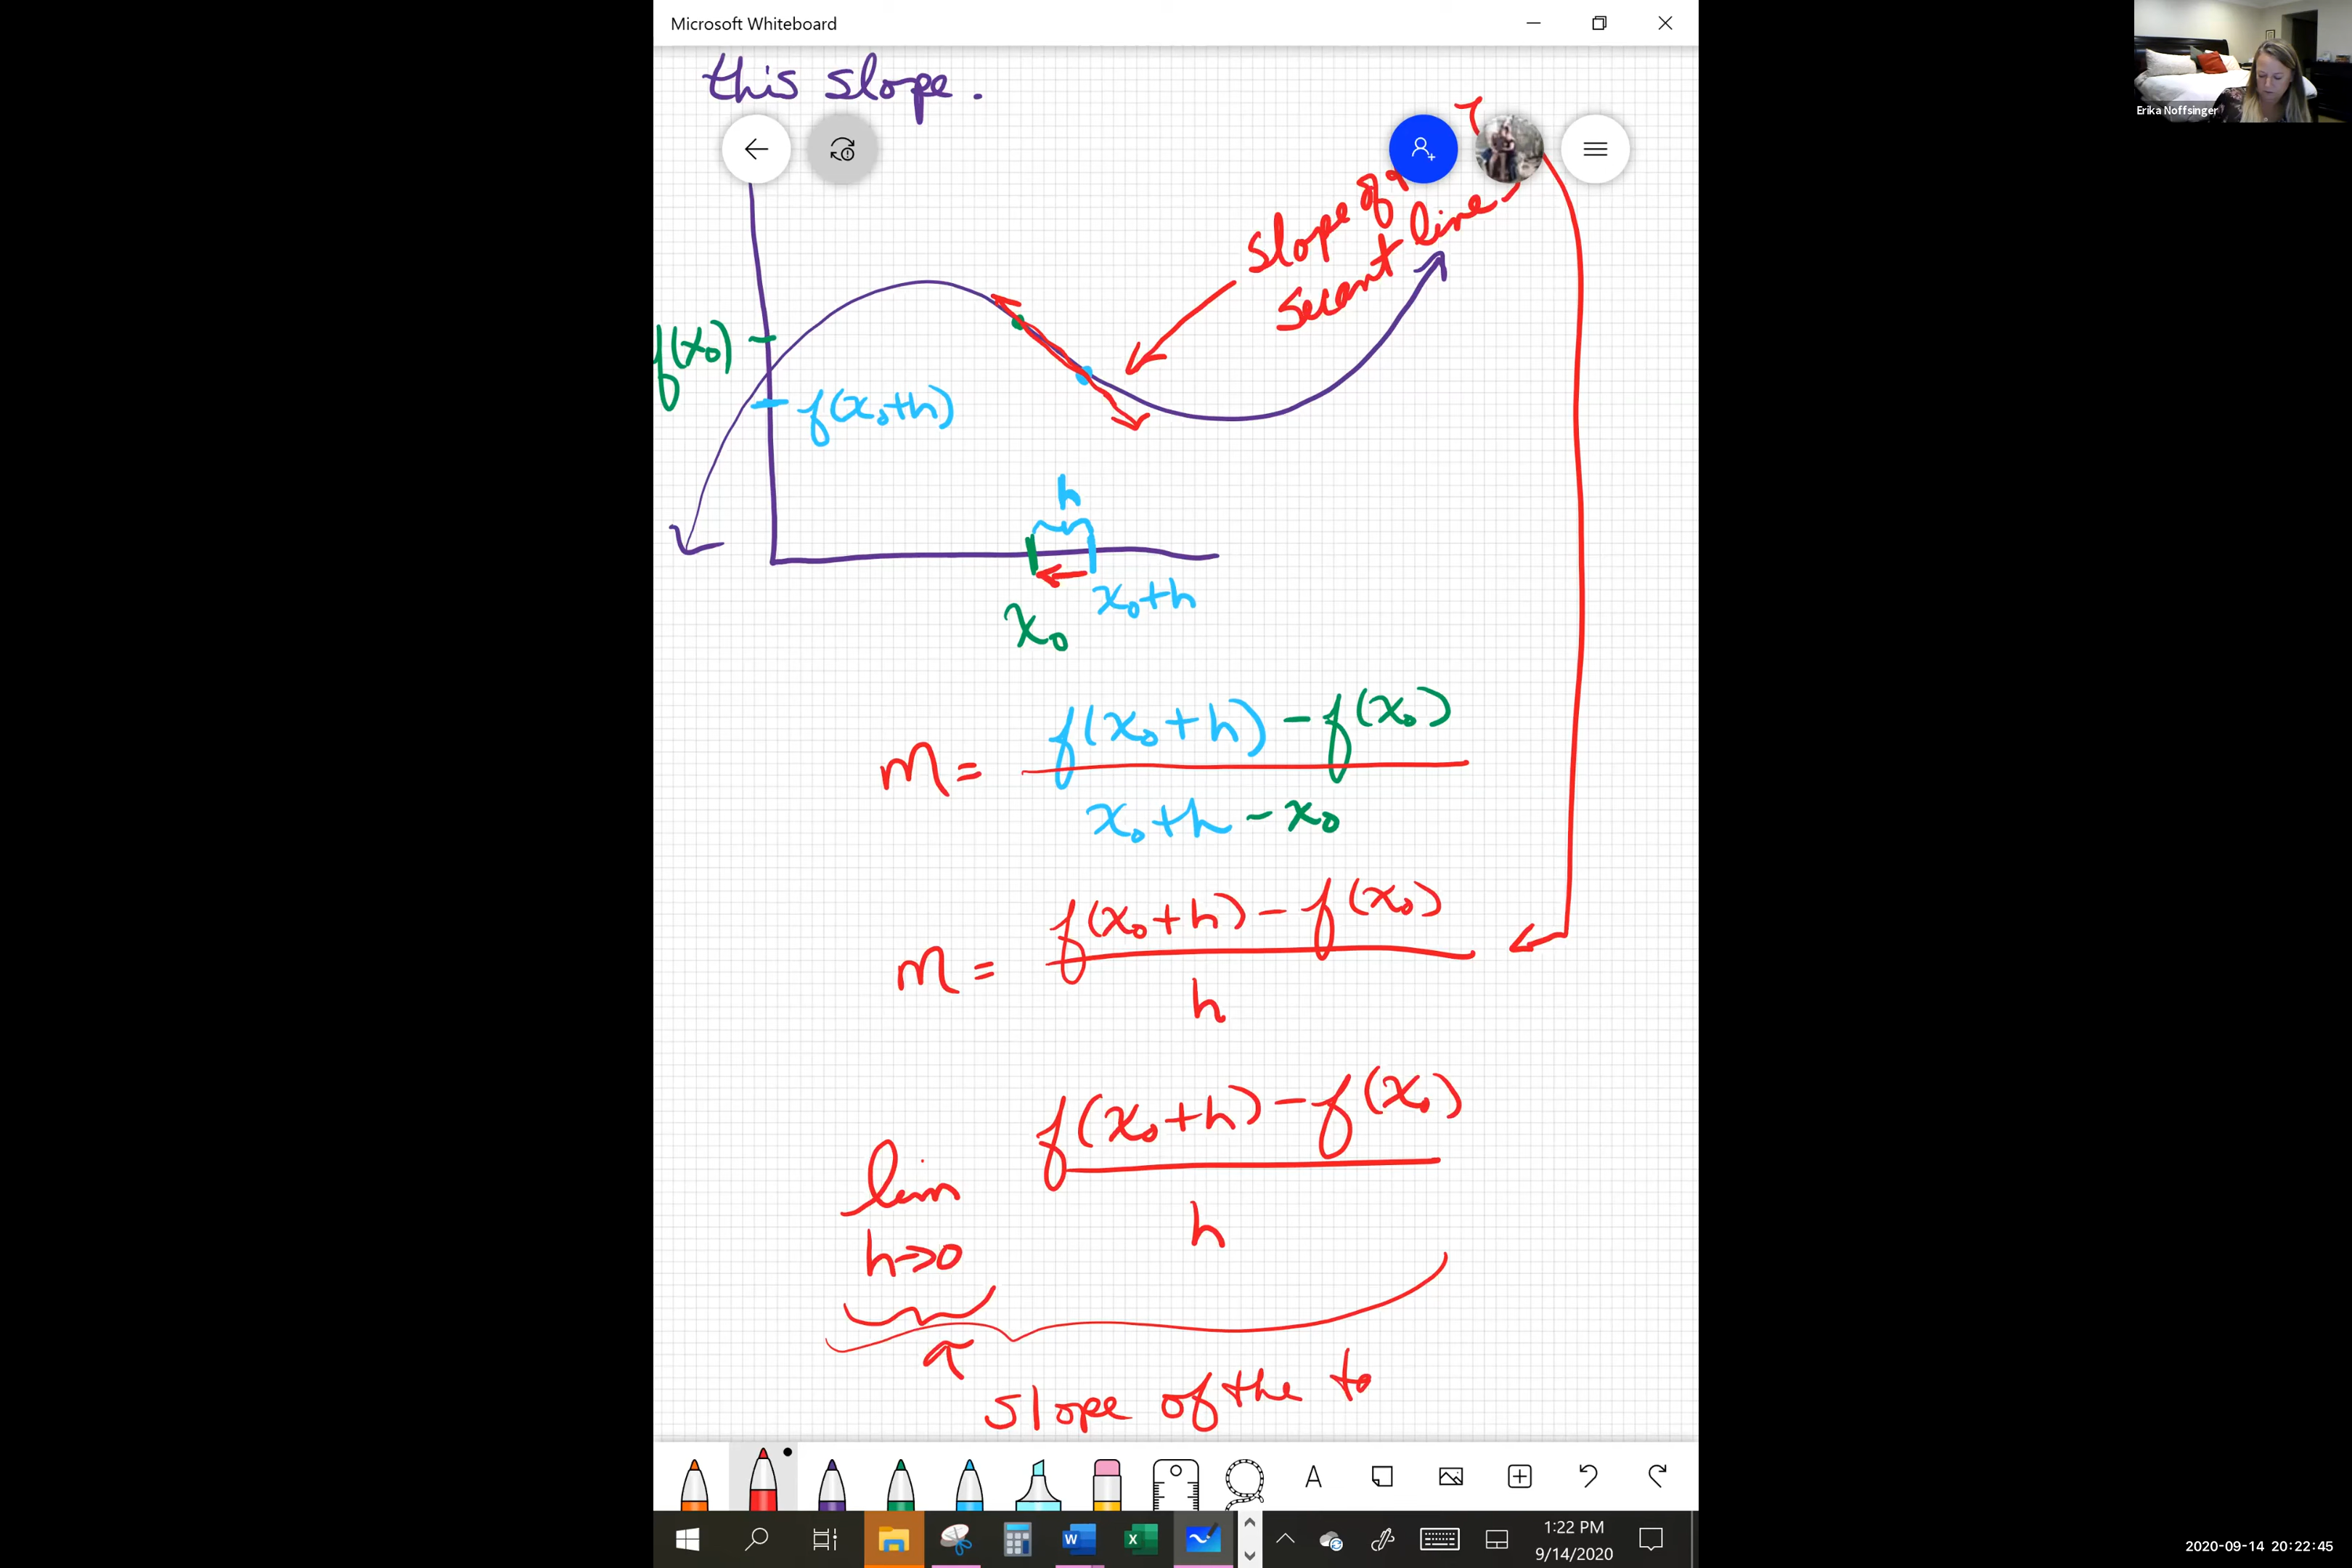 Microsoft Whiteboard
this slope.
Erika Noffsinger
slope of
secant line
f(x₀)
f(x₀+h)
h
x₀+h
x₀
m = f(x₀+h) - f(x₀)
x₀+h - x₀
m = f(x₀+h) - f(x₀)
h
lim f(x₀+h) - f(x₀)
h→0 h
slope of the
A
W
X
1:22 PM
9/14/2020
2020-09-14 20:22:45